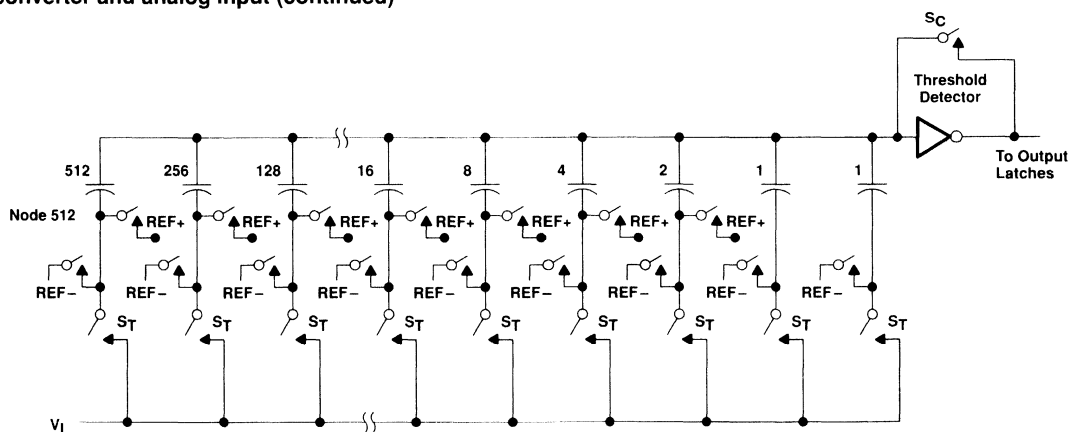 converter and analog input (continued)
SC
Threshold
Detector
To Output
Latches
512 256 128 16 8 4 2 1 1
Node 512 REF+ REF+ REF+ REF+ REF+ REF+ REF+
REF− REF− REF− REF− REF− REF− REF− REF− REF−
ST ST ST ST ST ST ST ST ST
VI